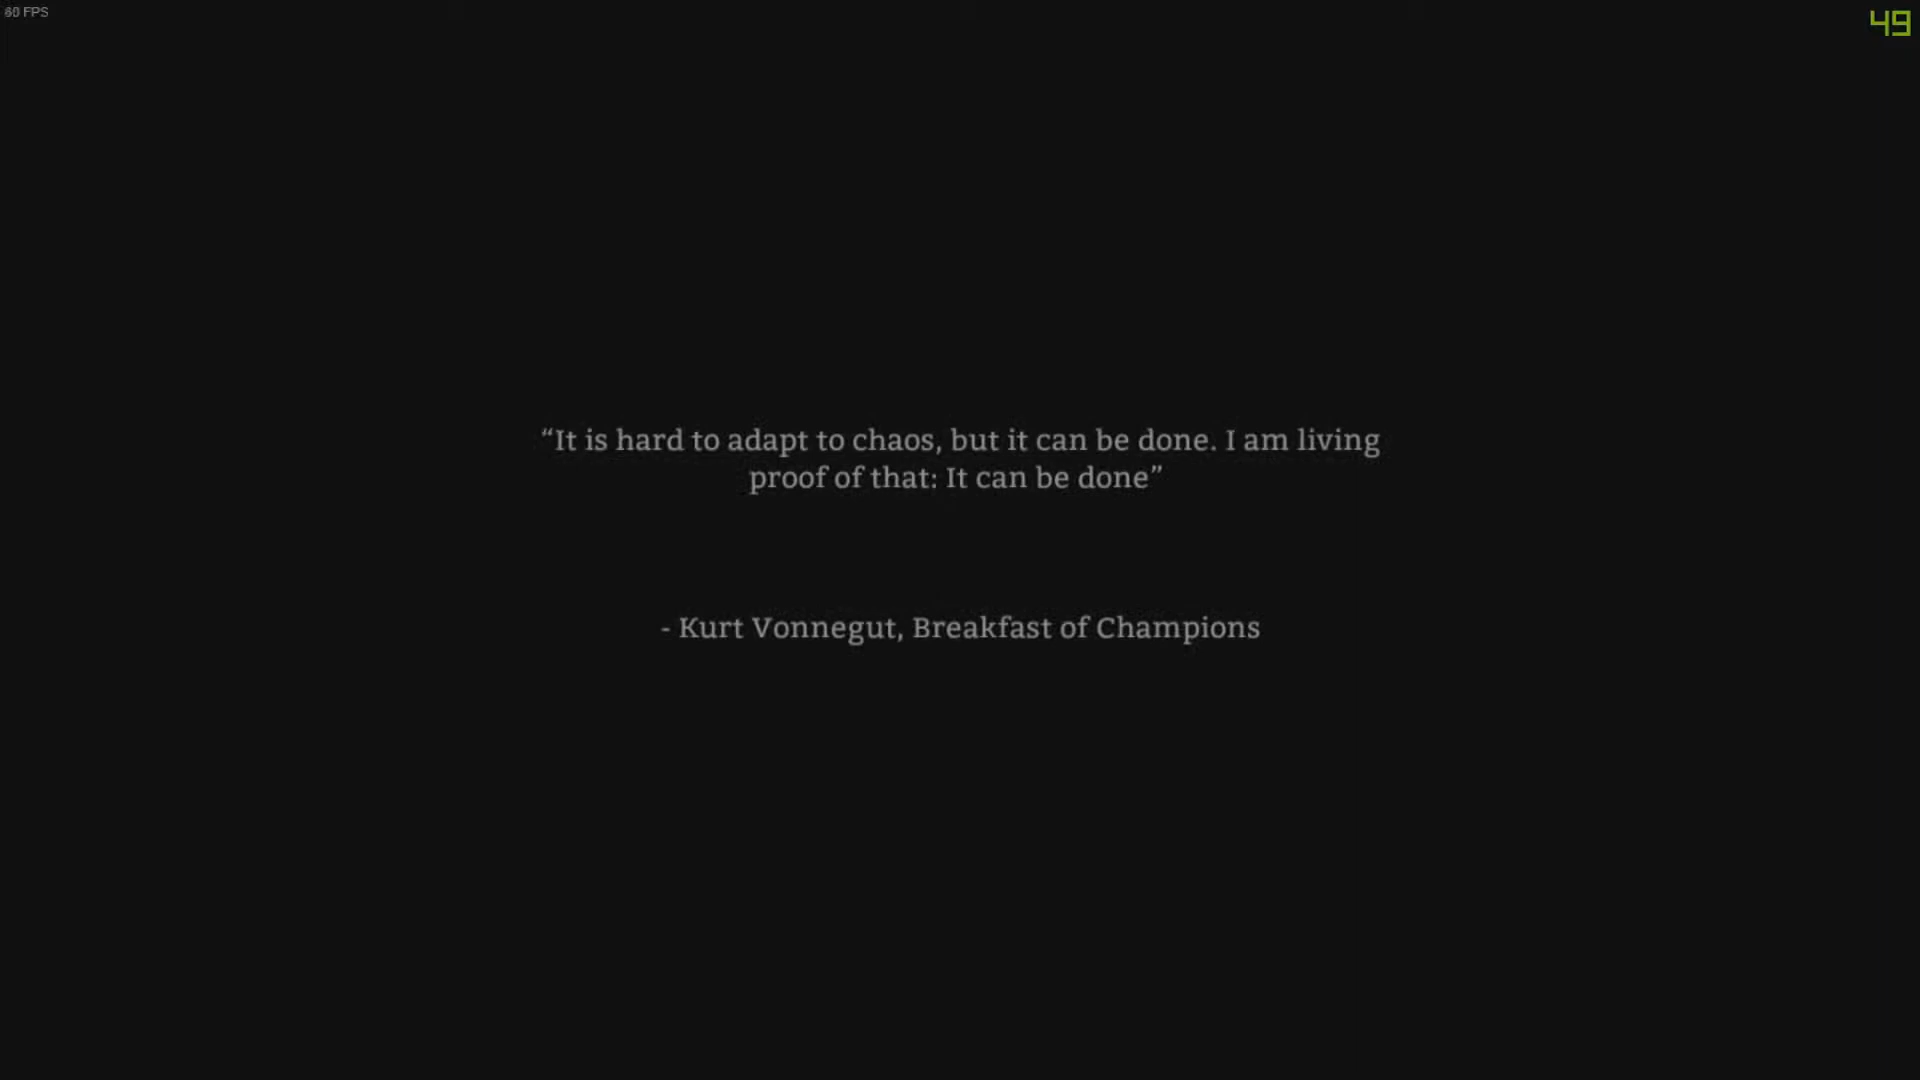 60 FPS
49
“It is hard to adapt to chaos, but it can be done. I am living
proof of that: It can be done”
- Kurt Vonnegut, Breakfast of Champions